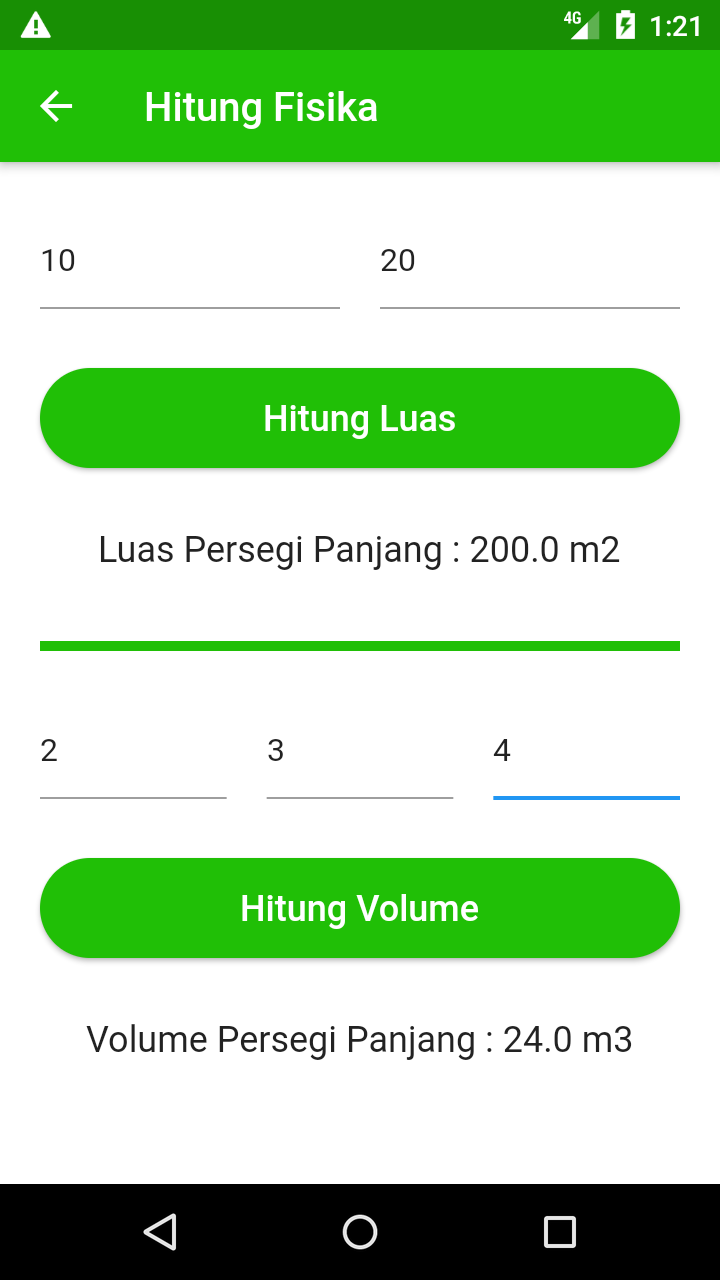 4G 1:21
Hitung Fisika
10 20
Hitung Luas
Luas Persegi Panjang : 200.0 m2
2 3 4
Hitung Volume
Volume Persegi Panjang : 24.0 m3